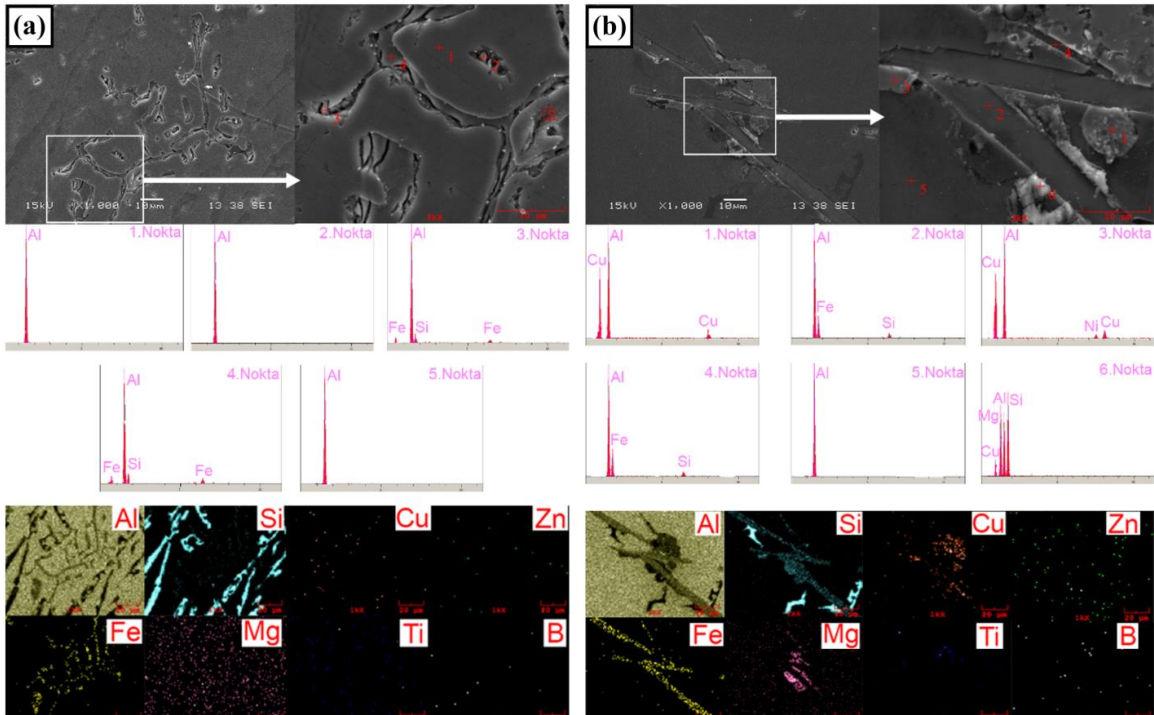 (a)
15kV X1,000 10μm 13 38 SEI
1
(b)
15kV X1,000 10μm 13 38 SEI
4
3
2
1
5
6
1.Nokta
Al
2.Nokta
Al
3.Nokta
Al
Fe
Si
Fe
4.Nokta
Al
Fe
Si
Fe
5.Nokta
Al
1.Nokta
Cu
Al
Cu
2.Nokta
Al
Fe
Si
3.Nokta
Cu
Al
Ni
Cu
4.Nokta
Al
Fe
Si
5.Nokta
Al
6.Nokta
Al
Si
Mg
Cu
Al
Si
Cu
Zn
Fe
Mg
Ti
B
Al
Si
Cu
Zn
Fe
Mg
Ti
B